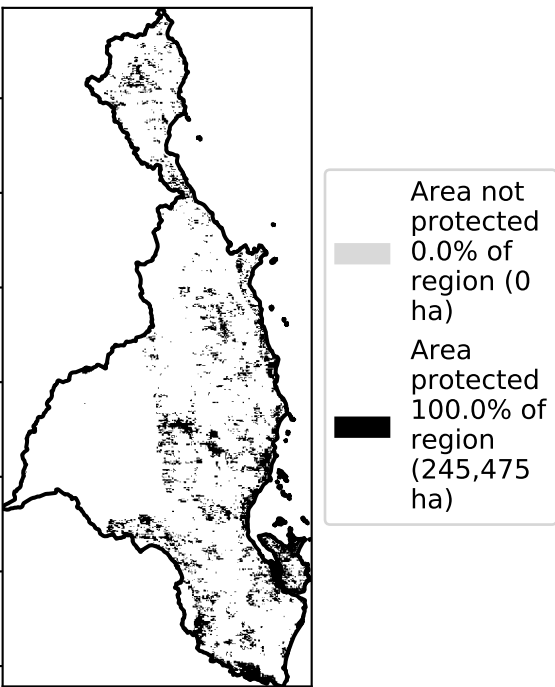 Area not
protected
0.0% of
region (0
ha)
Area
protected
100.0% of
region
(245,475
ha)